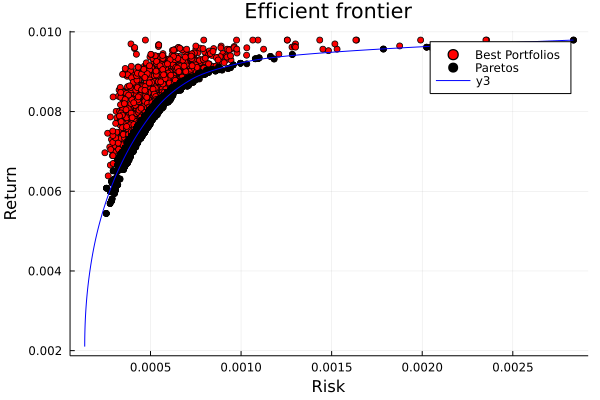 Efficient frontier
Return
0.010
0.008
0.006
0.004
0.002
Best Portfolios
Paretos
y3
0.0005
0.0010
0.0015
0.0020
0.0025
Risk